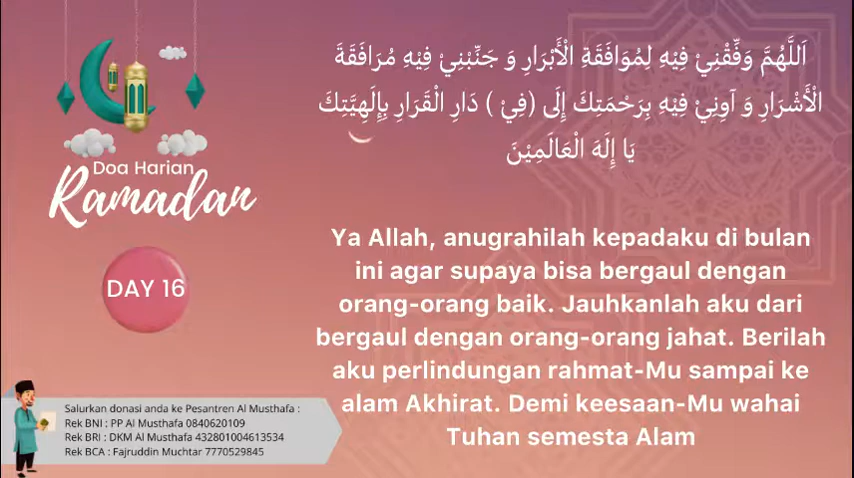 اَللَّهُمَّ وَفِّقْنِيْ فِيْهِ لِمُوَافَقَةِ الْأَبْرَارِ وَ جَنِّبْنِيْ فِيْهِ مُرَافَقَةَ
الْأَشْرَارِ وَ آوِنِيْ فِيْهِ بِرَحْمَتِكَ إِلَى (فِيْ ) دَارِ الْقَرَارِ بِإِلَهِيَّتِكَ
يَا إِلَهَ الْعَالَمِيْنَ
Doa Harian
Ramadan
DAY 16
Ya Allah, anugrahilah kepadaku di bulan
ini agar supaya bisa bergaul dengan
orang-orang baik. Jauhkanlah aku dari
bergaul dengan orang-orang jahat. Berilah
aku perlindungan rahmat-Mu sampai ke
alam Akhirat. Demi keesaan-Mu wahai
Tuhan semesta Alam
Salurkan donasi anda ke Pesantren Al Musthafa :
Rek BNI : PP Al Musthafa 0840620109
Rek BRI : DKM Al Musthafa 432801004613534
Rek BCA : Fajruddin Muchtar 7770529845